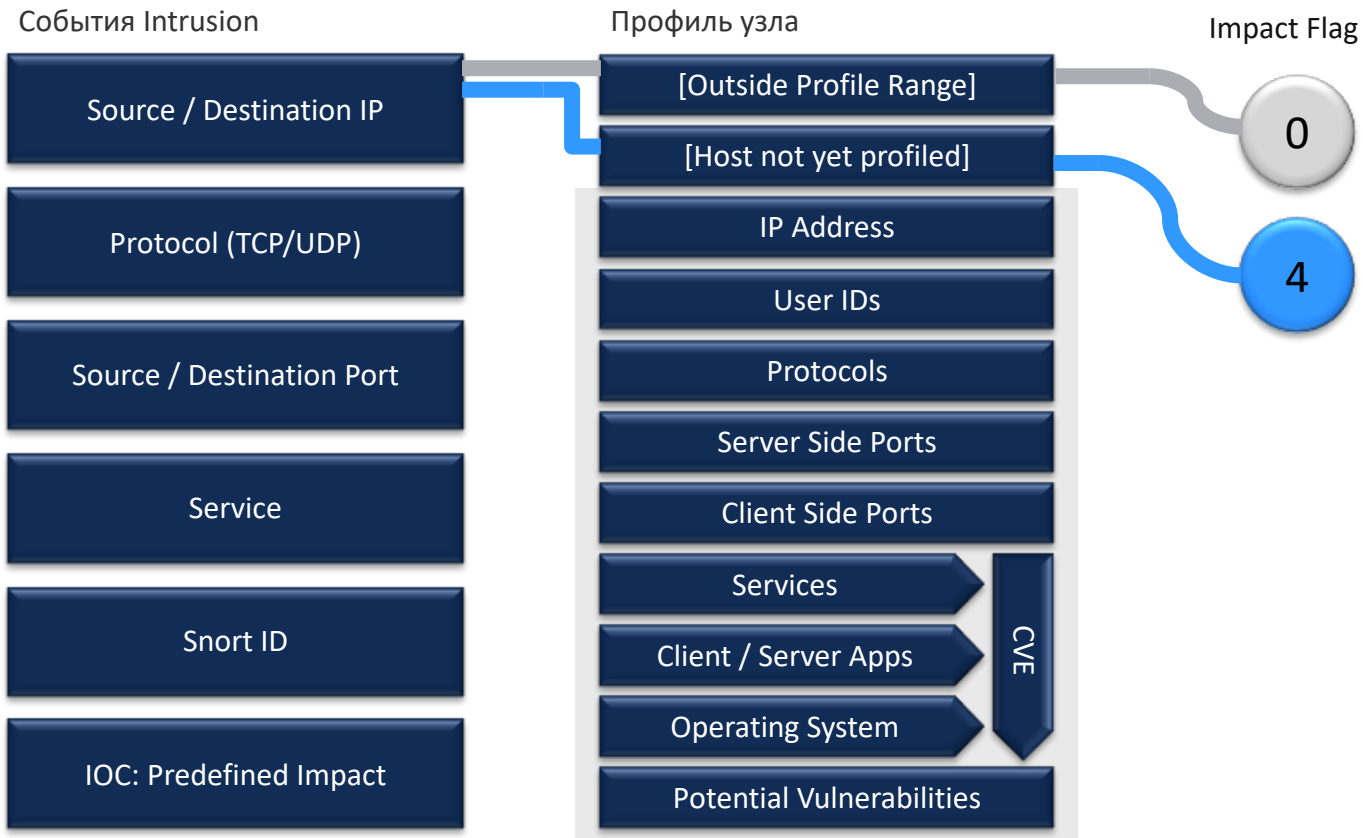 События Intrusion
Профиль узла
Impact Flag
Source / Destination IP
Protocol (TCP/UDP)
Source / Destination Port
Service
Snort ID
IOC: Predefined Impact
[Outside Profile Range]
[Host not yet profiled]
IP Address
User IDs
Protocols
Server Side Ports
Client Side Ports
Services
Client / Server Apps
Operating System
CVE
Potential Vulnerabilities
0
4